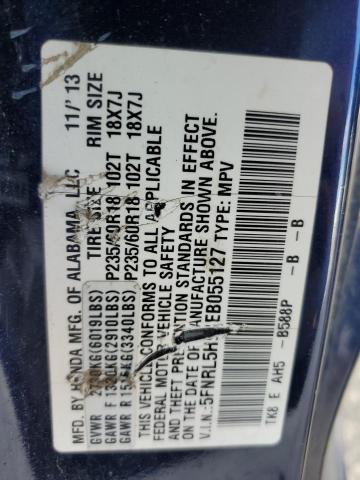 MFD. BY HONDA MFG. OF ALABAMA, LLC 11/'13
TIRE SIZE RIM SIZE
GVWR (6019LBS)
GAWR F KG(2910LBS) P235/60R18 102T 18X7J
GAWR R KG(3340LBS) P235/60R18 102T 18X7J
THIS VEHICLE CONFORMS TO ALL APPLICABLE
FEDERAL MOTOR VEHICLE SAFETY
AND THEFT PREVENTION STANDARDS IN EFFECT
ON THE DATE OF MANUFACTURE SHOWN ABOVE.
V.I.N.:5FNRL5H EB055127 TYPE: MPV
TK8 E AH5 -B588P -B -B